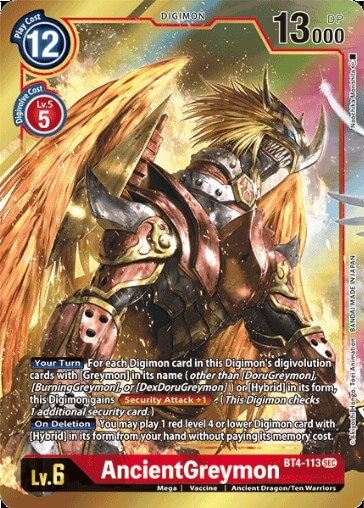 Play Cost
12
DIGIMON
13000
DP
Digivolve Cost
Lv.5
5
Your Turn For each Digimon card in this Digimon's digivolution
cards with [Greymon] in its name (other than [DoruGreymon],
[BurningGreymon], or [DexDoruGreymon]) or [Hybrid] in its form,
this Digimon gains Security Attack +1. (This Digimon checks
1 additional security card.)
On Deletion You may play 1 red level 4 or lower Digimon card with
[Hybrid] in its form from your hand without paying its memory cost.
Lv.6
AncientGreymon
BT4-113 SEC
Mega | Vaccine | Ancient Dragon/Ten Warriors
©Akiyoshi Hongo, Toei Animation BANDAI MADE IN JAPAN